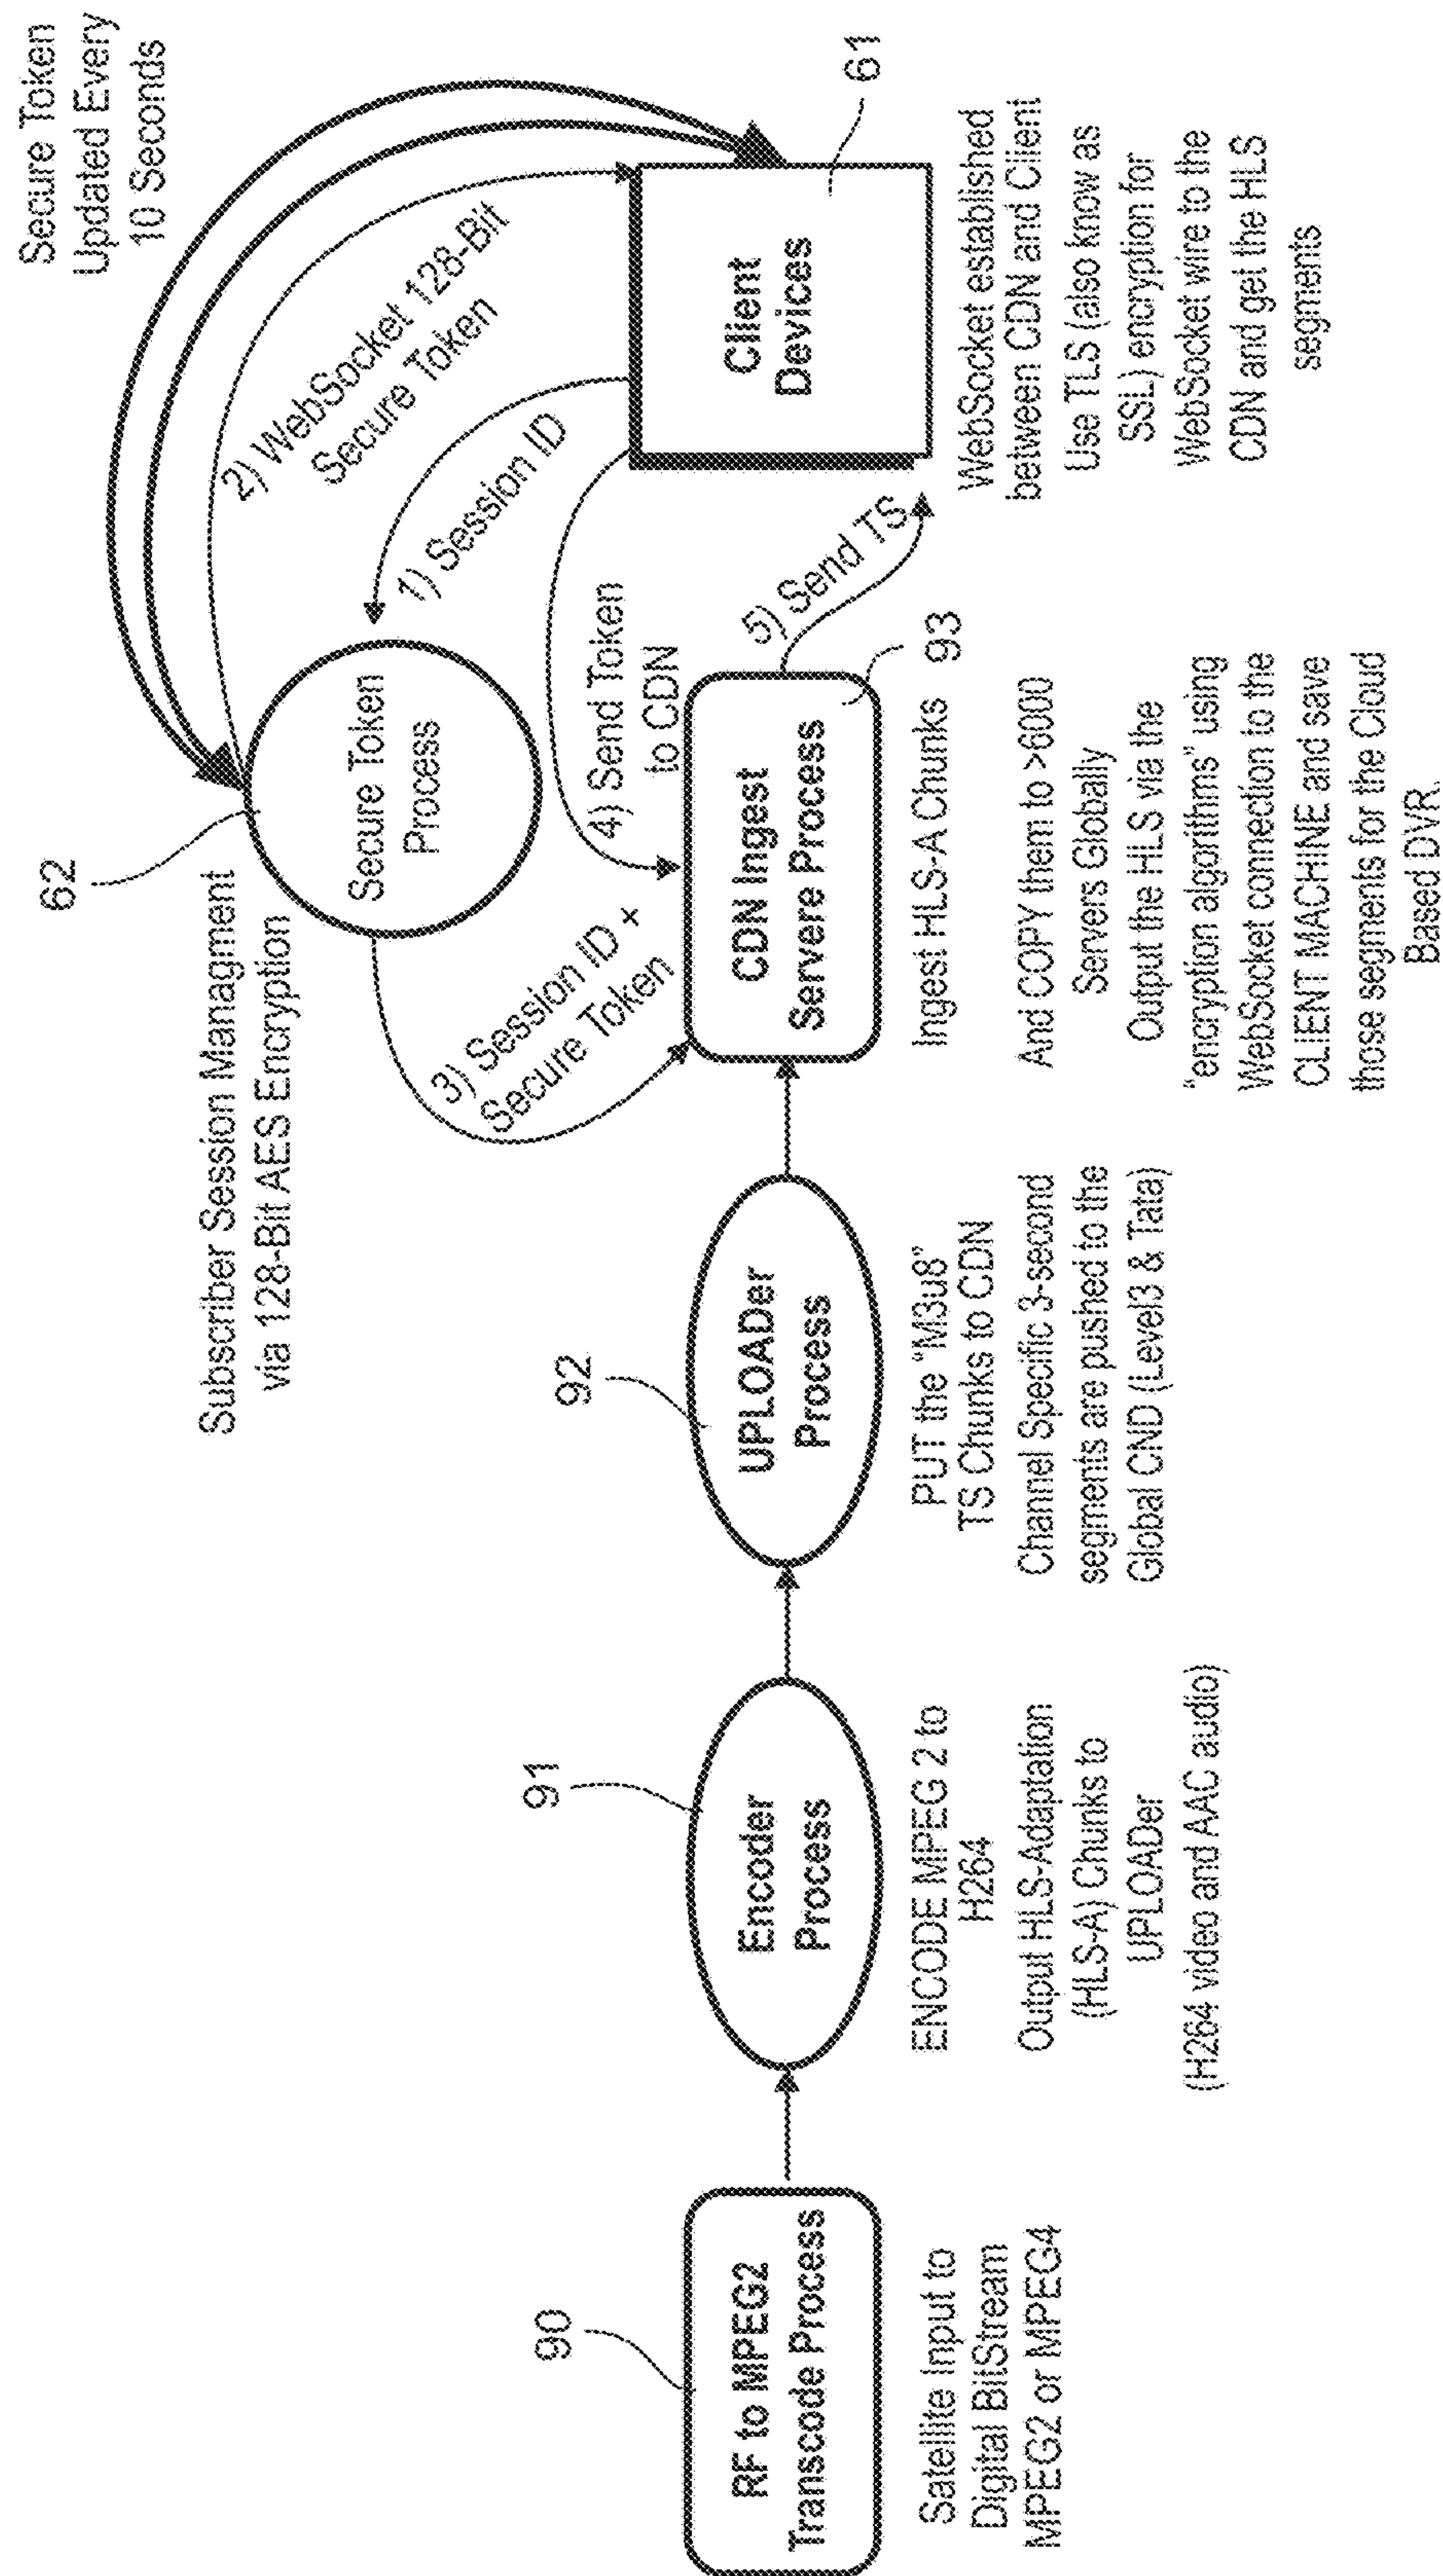 Secure Token
Updated Every
10 Seconds
62
Subscriber Session Managment
via 128-Bit AES Encryption
Secure Token
Process
2) WebSocket 128-Bit
Secure Token
1) Session ID
3) Session ID +
Secure Token
4) Send Token
to CDN
5) Send TS
90
RF to MPEG2
Transcode Process
Satellite Input to
Digital BitStream
MPEG2 or MPEG4
91
Encoder
Process
ENCODE MPEG 2 to
H264
Output HLS-Adaptation
(HLS-A) Chunks to
UPLOADer
(H264 video and AAC audio)
92
UPLOADer
Process
PUT the "M3u8"
TS Chunks to CDN
Channel Specific 3-second
segments are pushed to the
Global CND (Level3 & Tata)
CDN Ingest
Servere Process
93
Ingest HLS-A Chunks
And COPY them to >6000
Servers Globally
Output the HLS via the
"encryption algorithms" using
WebSocket connection to the
CLIENT MACHINE and save
those segments for the Cloud
Based DVR.
Client
Devices
61
WebSocket established
between CDN and Client
Use TLS (also know as
SSL) encryption for
WebSocket wire to the
CDN and get the HLS
segments